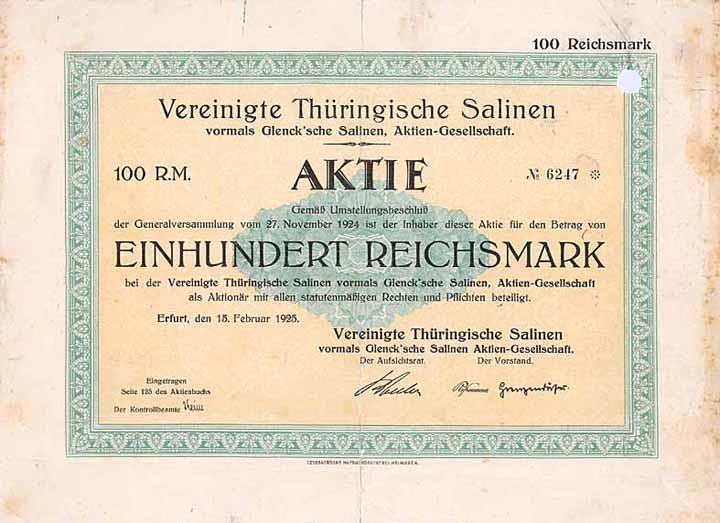 100 Reichsmark
Vereinigte Thüringische Salinen
vormals Glenck'sche Salinen, Aktien-Gesellschaft.
100 R.M. AKTIE № 6247 ❊
Gemäß Umstellungsbeschluß
der Generalversammlung vom 27. November 1924 ist der Inhaber dieser Aktie für den Betrag von
EINHUNDERT REICHSMARK
bei der Vereinigte Thüringische Salinen vormals Glenck'sche Salinen, Aktien-Gesellschaft
als Aktionär mit allen statutenmäßigen Rechten und Pflichten beteiligt.
Erfurt, den 15. Februar 1925.
Vereinigte Thüringische Salinen
vormals Glenck'sche Salinen Aktien-Gesellschaft.
Der Aufsichtsrat. Der Vorstand.
Eingetragen
Seite 125 des Aktienbuchs
Der Kontrollbeamte